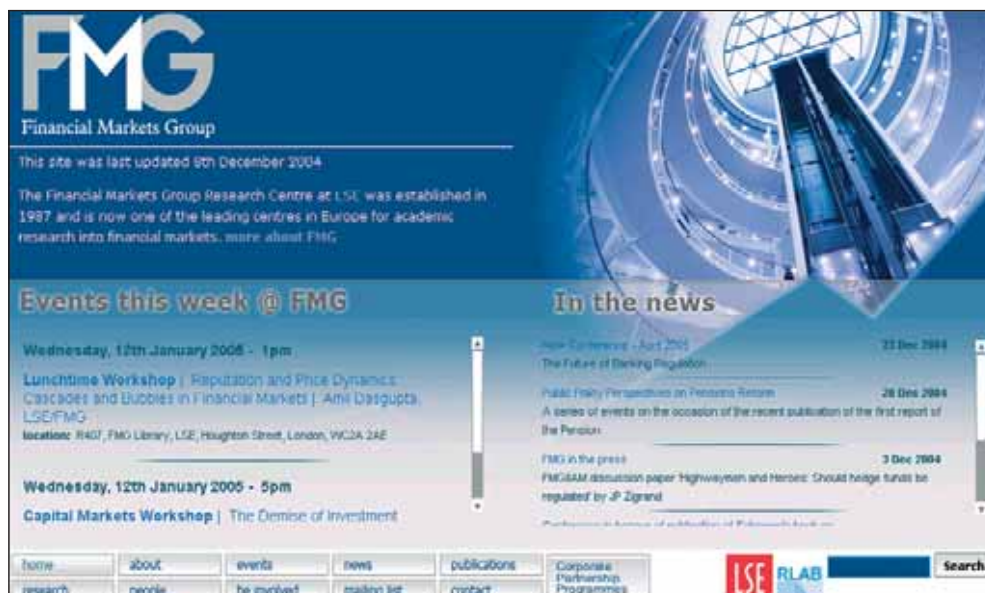 FMG
Financial Markets Group
This site was last updated 8th December 2004
The Financial Markets Group Research Centre at LSE was established in
1987 and is now one of the leading centres in Europe for academic
research into financial markets. more about FMG
Events this week @ FMG
Wednesday, 12th January 2005 - 1pm
Lunchtime Workshop | Reputation and Price Dynamics:
Cascades and Bubbles in Financial Markets | Amil Dasgupta,
LSE/FMG
location: R407, FMG Library, LSE, Houghton Street, London, WC2A 2AE
Wednesday, 12th January 2005 - 5pm
Capital Markets Workshop | The Demise of Investment
In the news
New Conference - April 2005
23 Dec 2004
The Future of Banking Regulation
Public Policy Perspectives on Pensions Reform
20 Dec 2004
A series of events on the occasion of the recent publication of the first report of
the Pension
FMG in the press
3 Dec 2004
discussion paper 'Highwaymen and Heroes: Should hedge funds be
regulated' by JP Zigrand
home
about
events
news
publications
Corporate
Partnership
Programmes
research
people
be involved
mailing list
contact
LSE
RLAB
Search